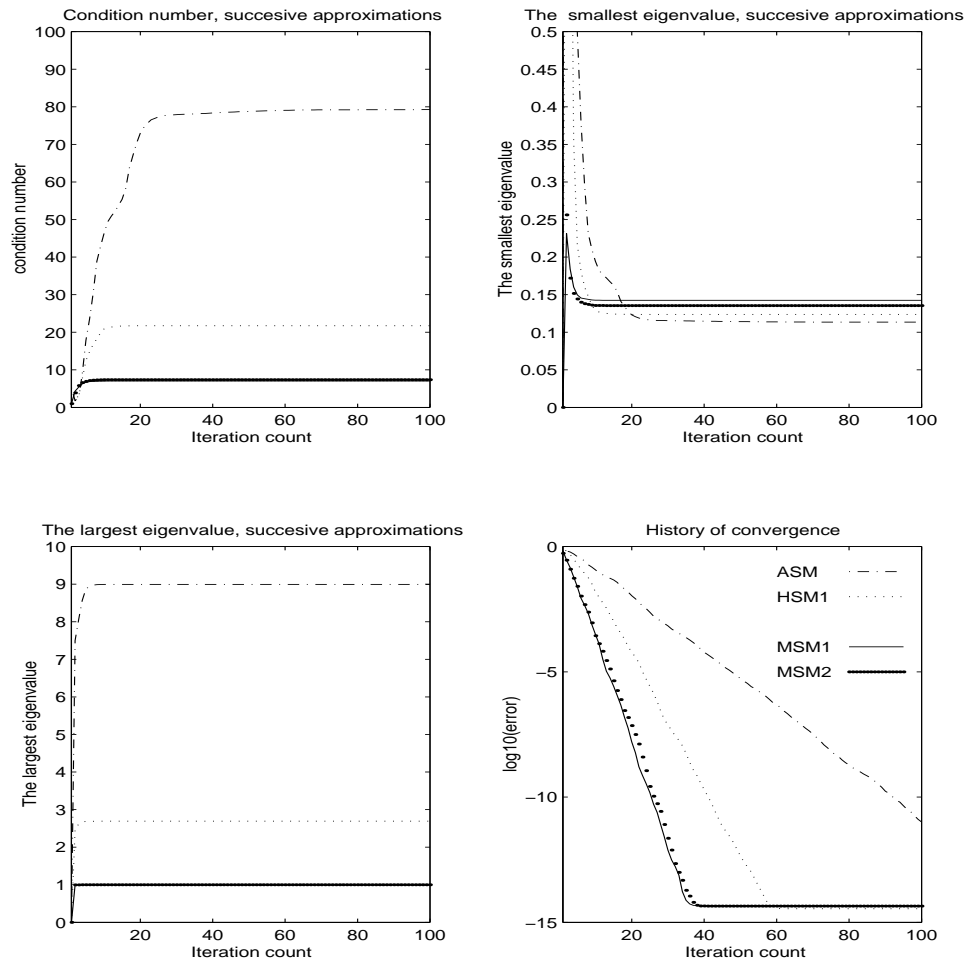 Condition number, succesive approximations
100
90
80
70
60
50
40
30
20
10
0
condition number
20 40 60 80 100
Iteration count
The smallest eigenvalue, succesive approximations
0.5
0.45
0.4
0.35
0.3
0.25
0.2
0.15
0.1
0.05
0
The smallest eigenvalue
20 40 60 80 100
Iteration count
The largest eigenvalue, succesive approximations
10
9
8
7
6
5
4
3
2
1
0
The largest eigenvalue
20 40 60 80 100
Iteration count
History of convergence
0
−5
−10
−15
log10(error)
ASM
HSM1
MSM1
MSM2
20 40 60 80 100
Iteration count